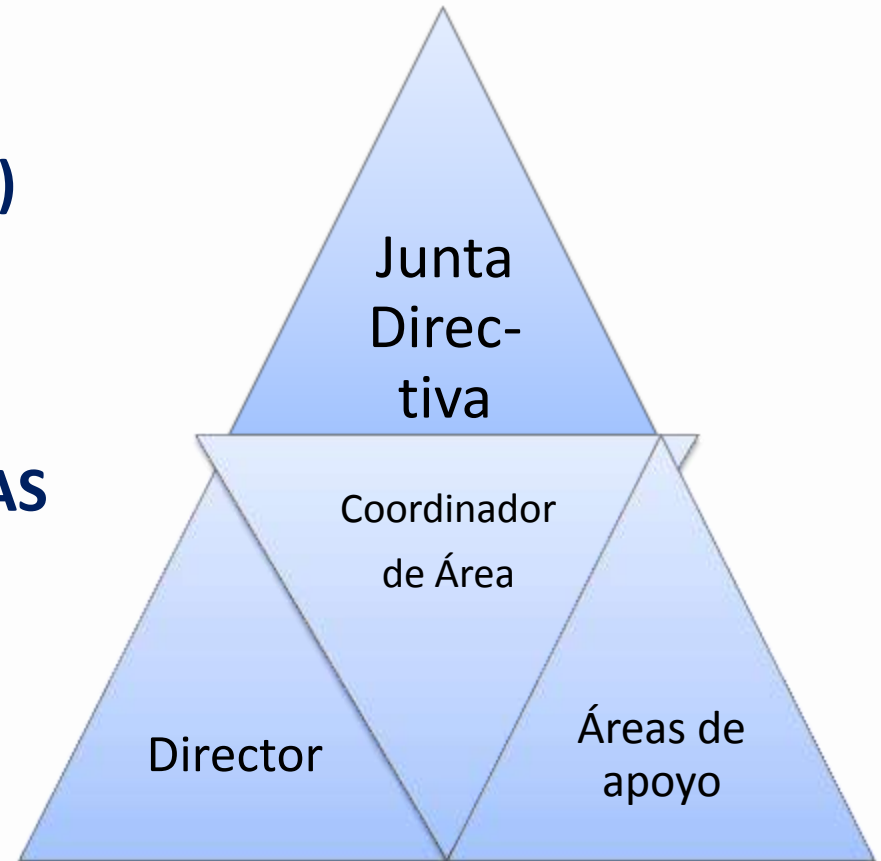 )
AS
Junta
Direc-
tiva
Coordinador
de Área
Director
Áreas de
apoyo